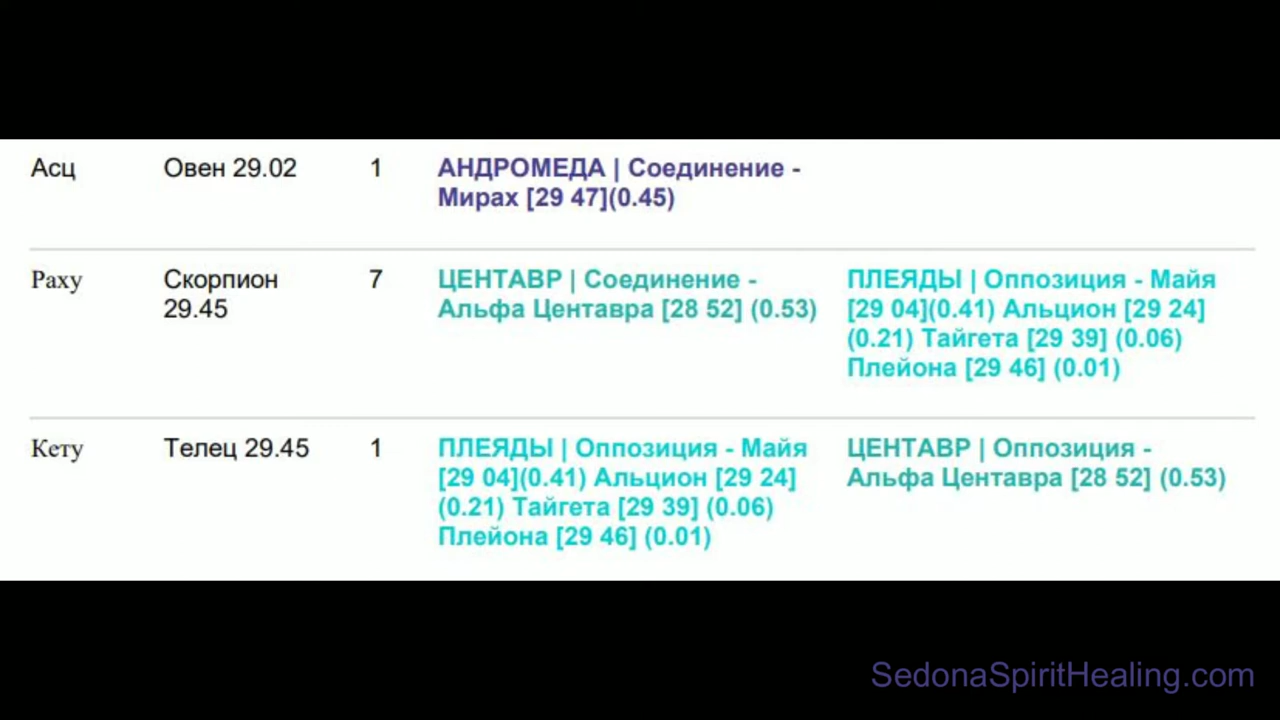 Асц Овен 29.02 1 АНДРОМЕДА | Соединение -
Мирах [29 47](0.45)
Раху Скорпион 7 ЦЕНТАВР | Соединение - ПЛЕЯДЫ | Оппозиция - Майя
29.45 Альфа Центавра [28 52] (0.53) [29 04](0.41) Альцион [29 24]
(0.21) Тайгета [29 39] (0.06)
Плейона [29 46] (0.01)
Кету Телец 29.45 1 ПЛЕЯДЫ | Оппозиция - Майя ЦЕНТАВР | Оппозиция -
[29 04](0.41) Альцион [29 24] Альфа Центавра [28 52] (0.53)
(0.21) Тайгета [29 39] (0.06)
Плейона [29 46] (0.01)
SedonaSpiritHealing.com